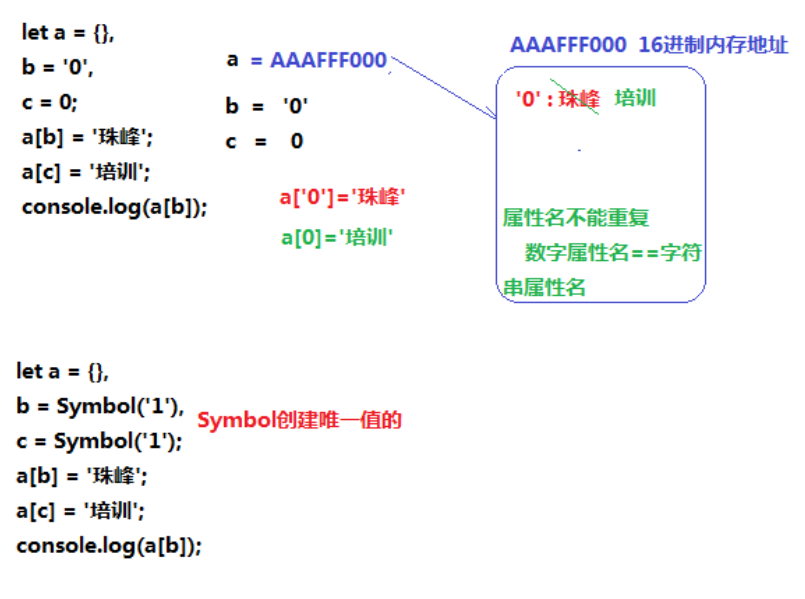 let a = {},
b = '0',
c = 0;
a[b] = '珠峰';
a[c] = '培训';
console.log(a[b]);
a = AAAFFF000
b = '0'
c = 0
a['0']='珠峰'
a[0]='培训'
AAAFFF000 16进制内存地址
'0' : 珠峰 培训
属性名不能重复
数字属性名==字符
串属性名
let a = {},
b = Symbol('1'),
c = Symbol('1');
a[b] = '珠峰';
a[c] = '培训';
console.log(a[b]);
Symbol创建唯一值的